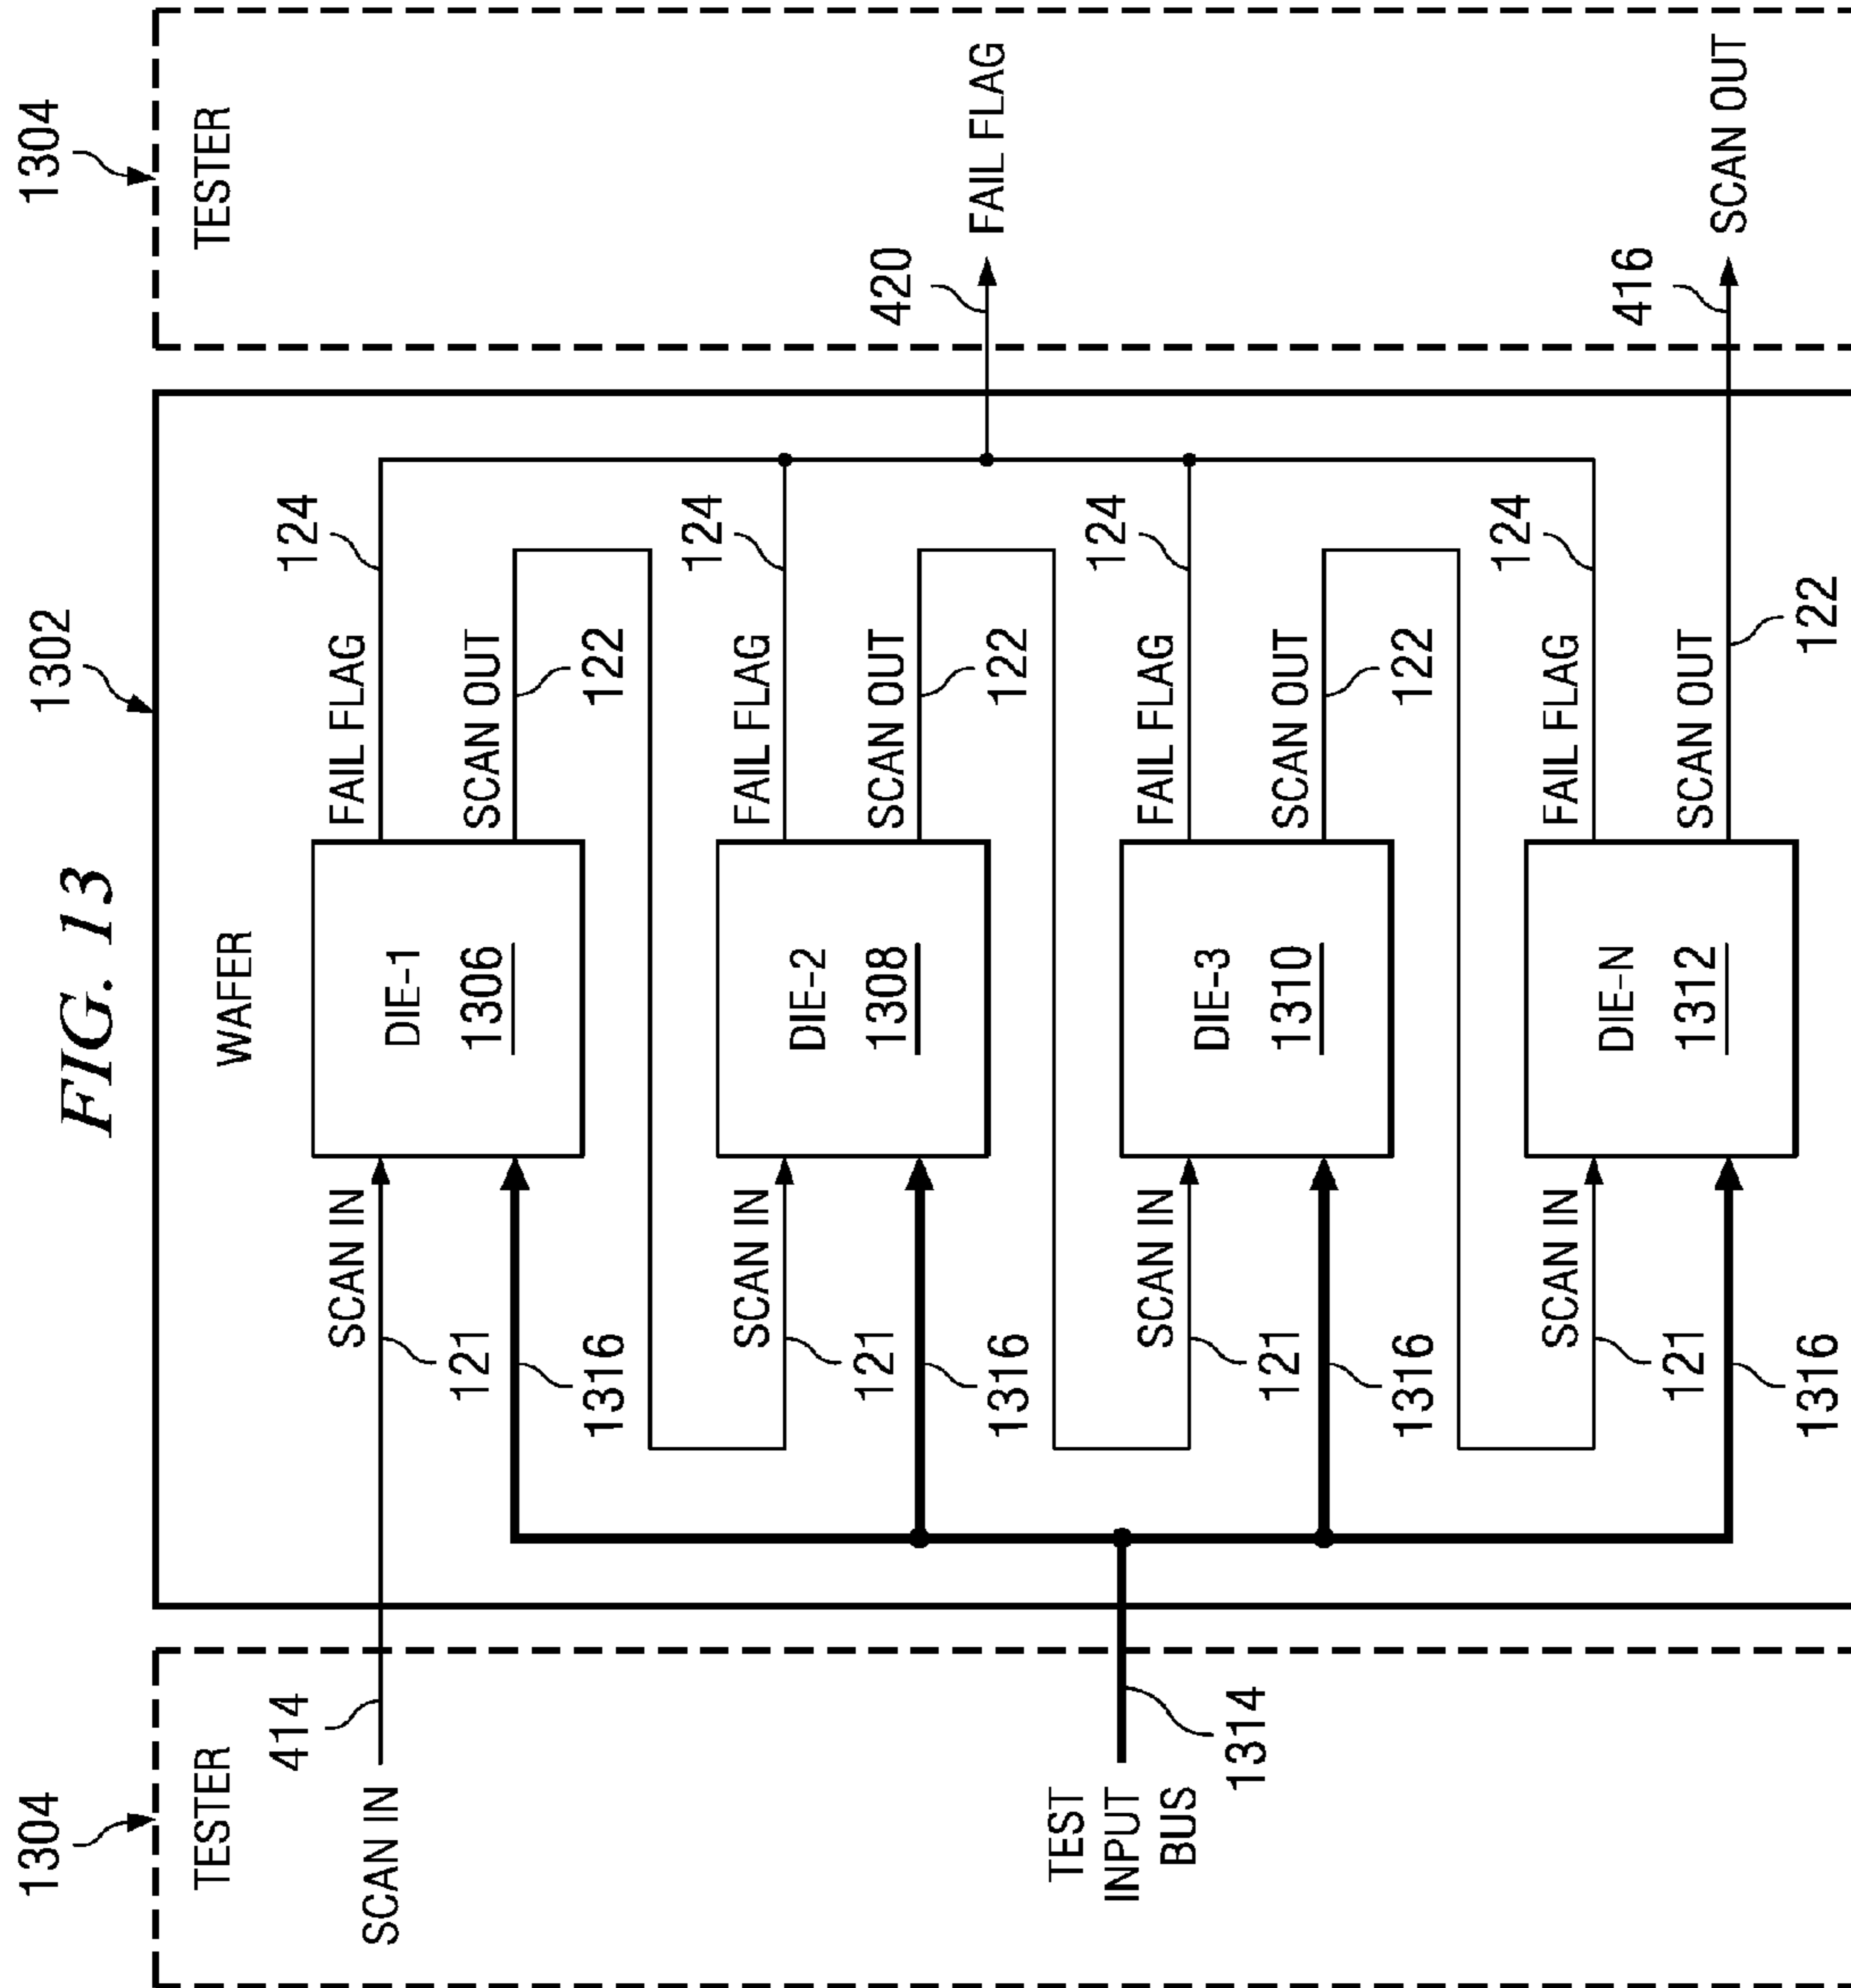 FIG. 13
1304
1302
1304
TESTER
WAFER
TESTER
414
SCAN IN
SCAN IN
121
1316
DIE-1
1306
FAIL FLAG
124
SCAN OUT
122
SCAN IN
121
1316
DIE-2
1308
FAIL FLAG
124
SCAN OUT
122
420
FAIL FLAG
TEST
INPUT
BUS
1314
SCAN IN
121
1316
DIE-3
1310
FAIL FLAG
124
SCAN OUT
122
SCAN IN
121
1316
DIE-N
1312
FAIL FLAG
124
SCAN OUT
122
416
SCAN OUT